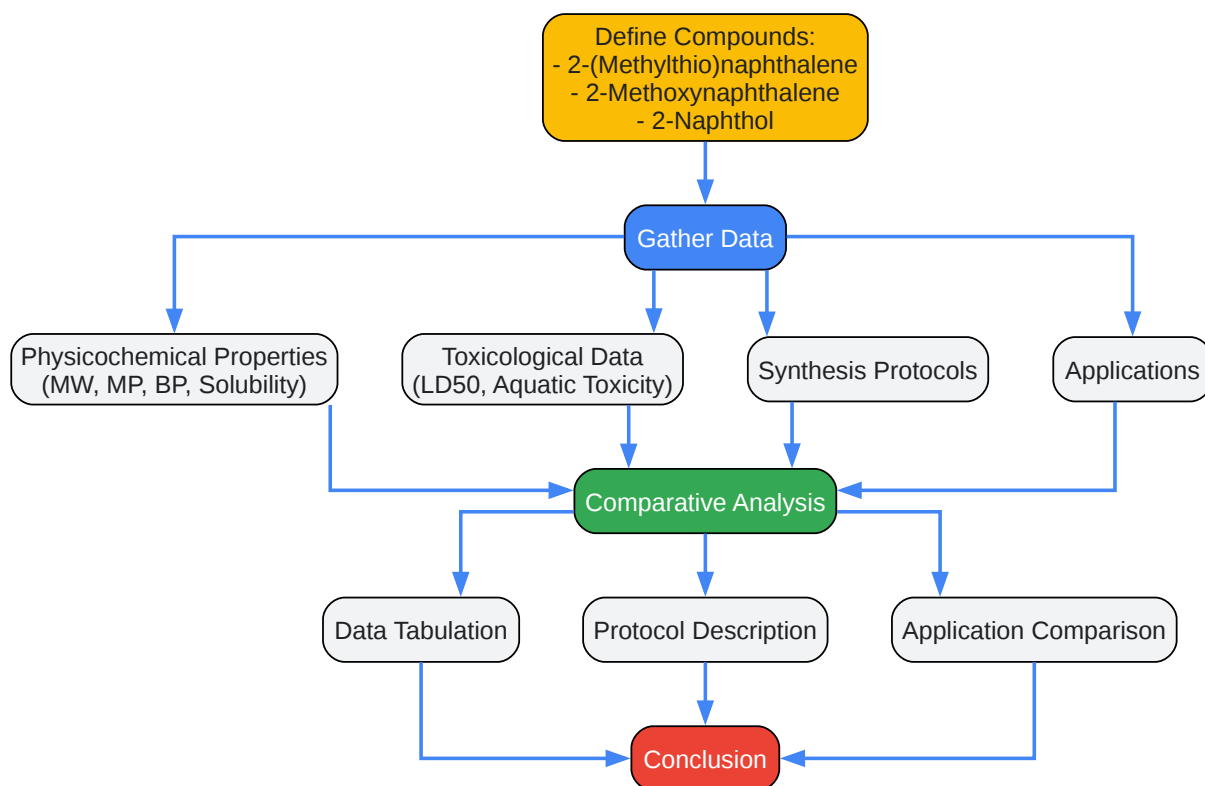 Define Compounds:
- 2-(Methylthio)naphthalene
- 2-Methoxynaphthalene
- 2-Naphthol
Gather Data
Physicochemical Properties
(MW, MP, BP, Solubility)
Toxicological Data
(LD50, Aquatic Toxicity)
Synthesis Protocols
Applications
Comparative Analysis
Data Tabulation
Protocol Description
Application Comparison
Conclusion